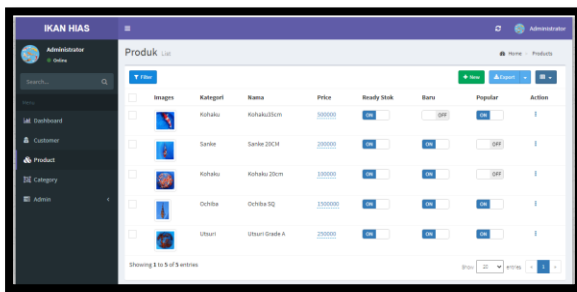 IKAN HIAS
Administrator
Administrator
Online
Produk List
Home > Products
Search...
Filter
New
Export
Menu
Images Kategori Nama Price Ready Stok Baru Popular Action
Dashboard
Customer
Product
Category
Admin
Kohaku 500000 ON OFF ON
Sanke Sanke 20CM 200000 ON ON OFF
Kohaku Kohaku 20cm 100000 ON ON OFF
Ochiba Ochiba SQ ON ON ON
Utsuri Utsuri Grade A 250000 ON ON ON
Showing 1 to 5 of 5 entries
Show entries
1